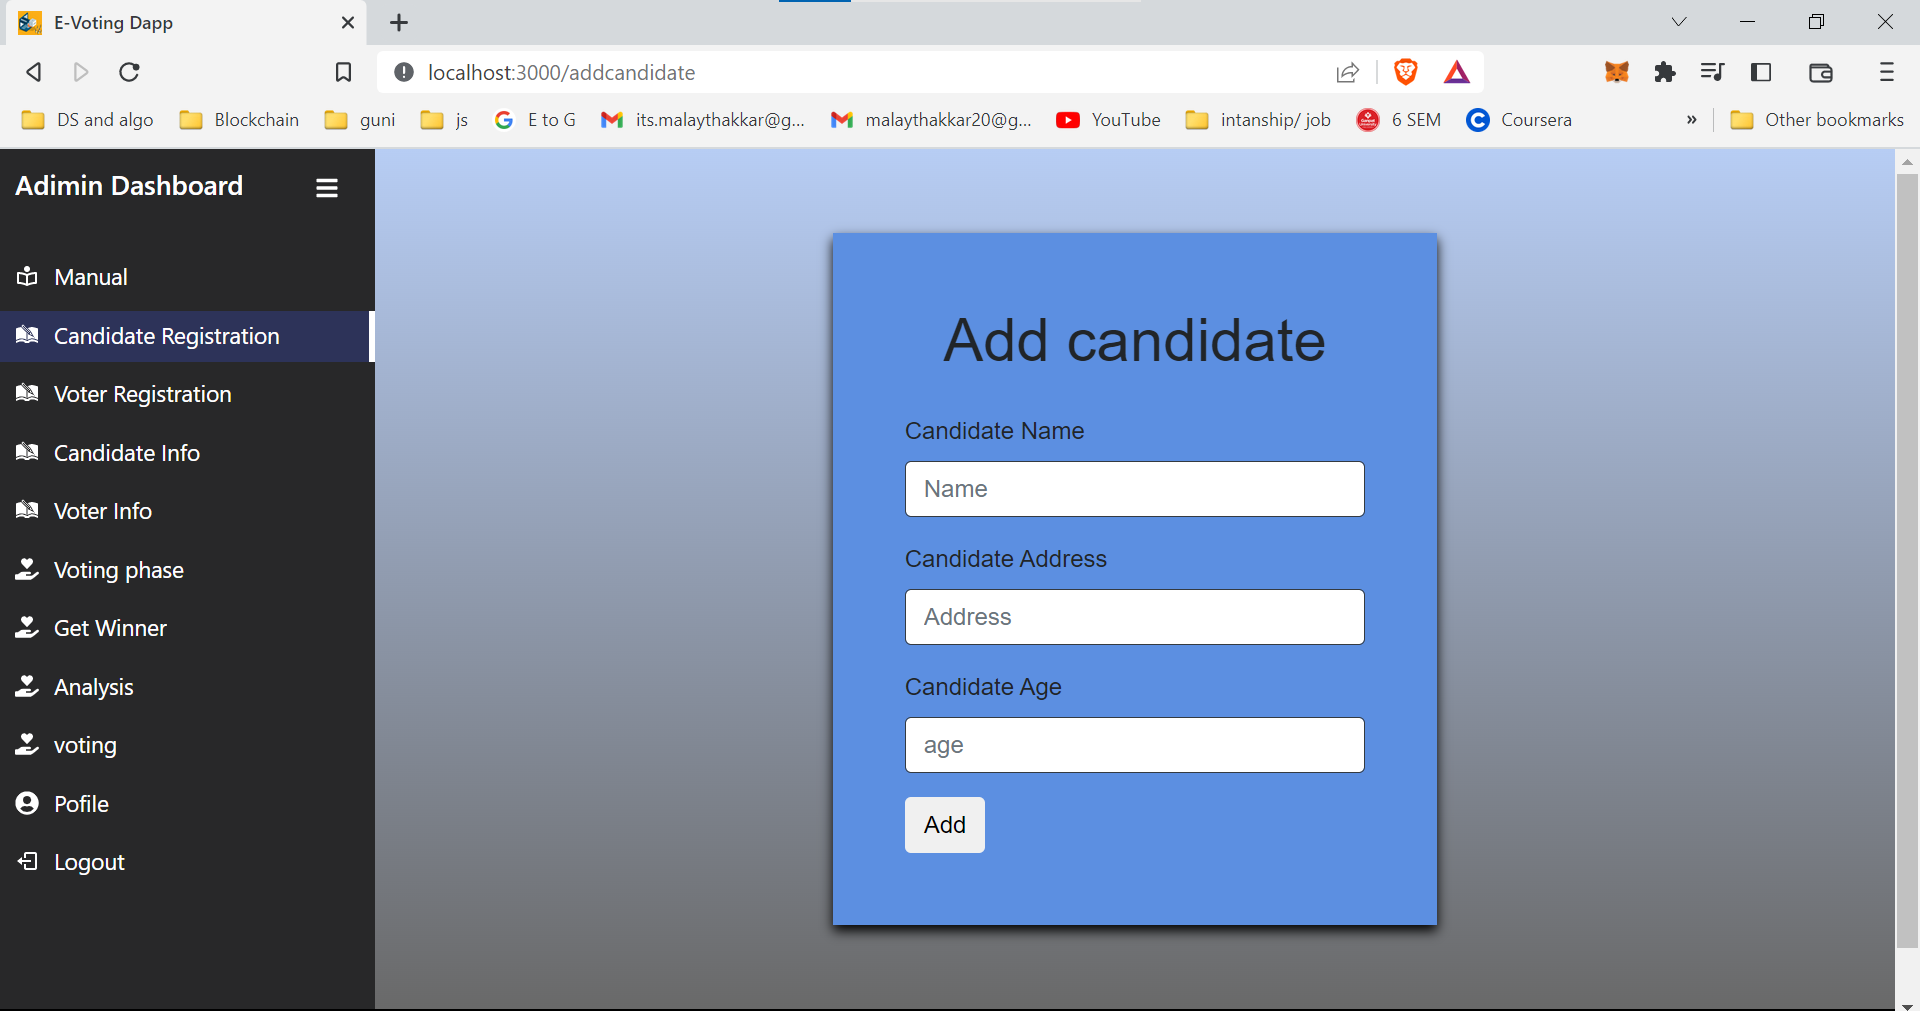 E-Voting Dapp
localhost:3000/addcandidate
DS and algo Blockchain guni js E to G its.malaythakkar@g... malaythakkar20@g... YouTube intanship/ job 6 SEM Coursera » Other bookmarks
Adimin Dashboard
Manual
Candidate Registration
Voter Registration
Candidate Info
Voter Info
Voting phase
Get Winner
Analysis
voting
Pofile
Logout
Add candidate
Candidate Name
Name
Candidate Address
Address
Candidate Age
age
Add